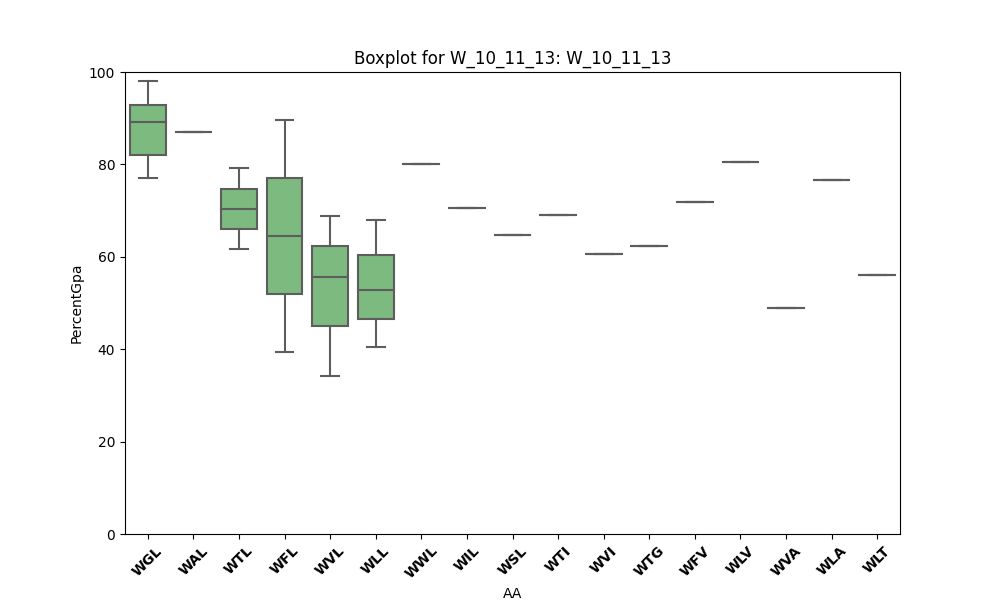 Boxplot for W_10_11_13: W_10_11_13
100
80
60
40
20
0
PercentGpa
WGL
WAL
WTL
WFL
WVL
WLL
WWL
WIL
WSL
WTI
WVI
WTG
WFV
WLV
WVA
WLA
WLT
AA